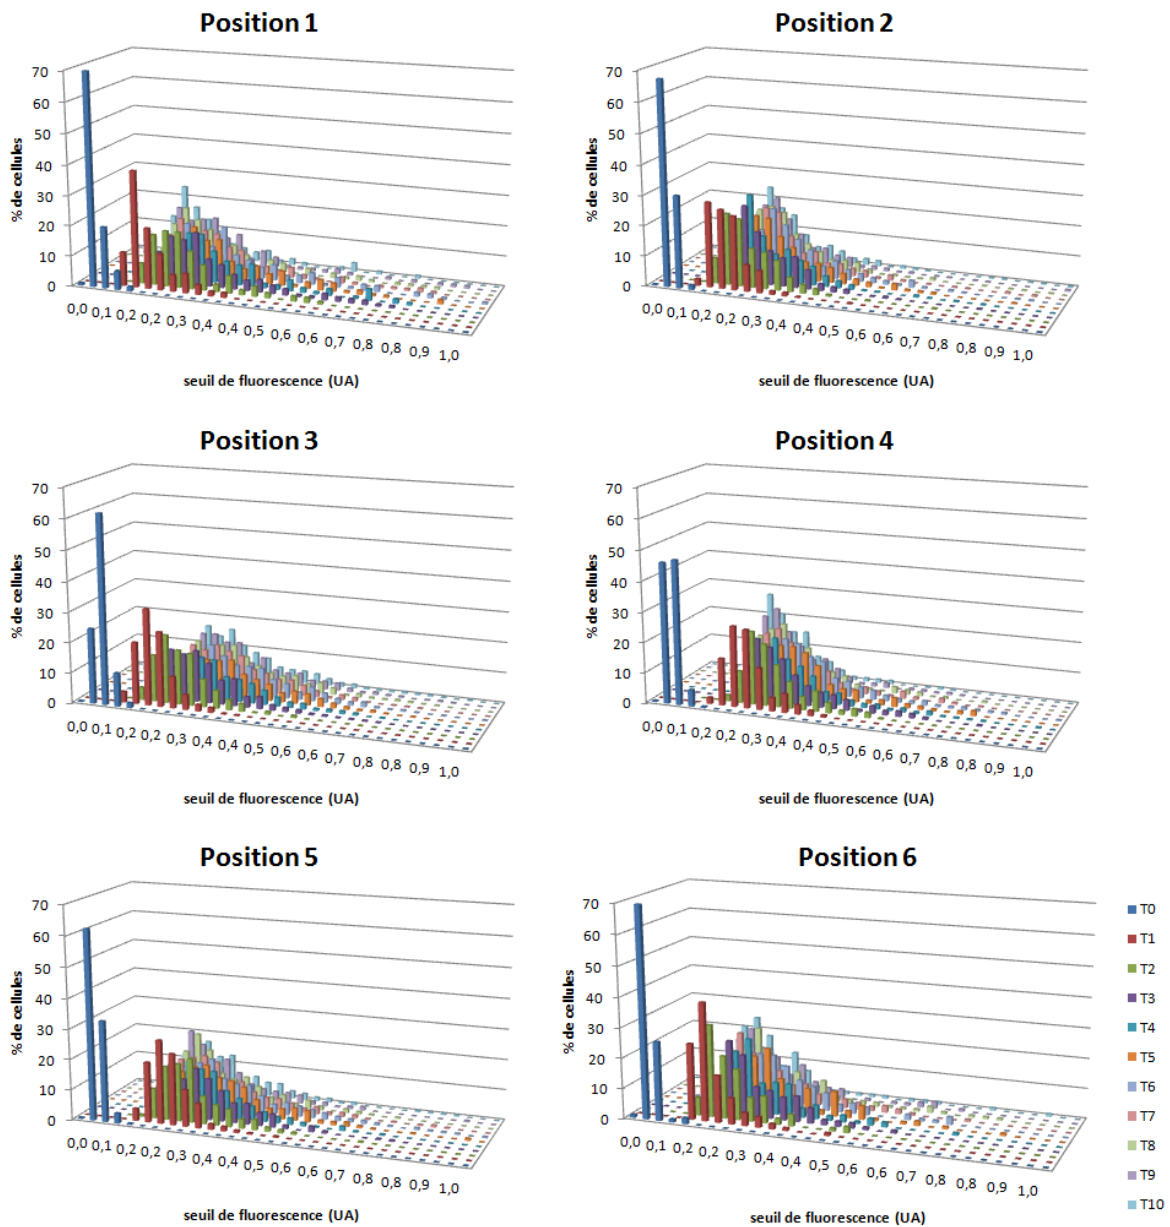 Position 1
70
60
50
40
30
20
10
0
% de cellules
0,0 0,1 0,2 0,2 0,3 0,4 0,4 0,5 0,6 0,6 0,7 0,8 0,8 0,9 1,0
seuil de fluorescence (UA)
Position 2
70
60
50
40
30
20
10
0
% de cellules
0,0 0,1 0,2 0,2 0,3 0,4 0,4 0,5 0,6 0,6 0,7 0,8 0,8 0,9 1,0
seuil de fluorescence (UA)
Position 3
70
60
50
40
30
20
10
0
% de cellules
0,0 0,1 0,2 0,2 0,3 0,4 0,4 0,5 0,6 0,6 0,7 0,8 0,8 0,9 1,0
seuil de fluorescence (UA)
Position 4
70
60
50
40
30
20
10
0
% de cellules
0,0 0,1 0,2 0,2 0,3 0,4 0,4 0,5 0,6 0,6 0,7 0,8 0,8 0,9 1,0
seuil de fluorescence (UA)
Position 5
70
60
50
40
30
20
10
0
% de cellules
0,0 0,1 0,2 0,2 0,3 0,4 0,4 0,5 0,6 0,6 0,7 0,8 0,8 0,9 1,0
seuil de fluorescence (UA)
Position 6
70
60
50
40
30
20
10
0
% de cellules
0,0 0,1 0,2 0,2 0,3 0,4 0,4 0,5 0,6 0,6 0,7 0,8 0,8 0,9 1,0
seuil de fluorescence (UA)
T0
T1
T2
T3
T4
T5
T6
T7
T8
T9
T10